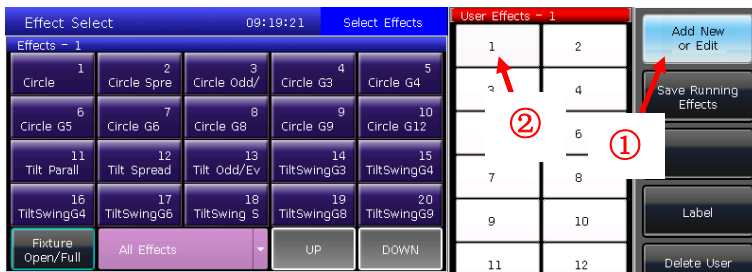 Effect Select 09:19:21 Select Effects
Effects - 1
1 2 3 4 5
Circle Circle Spre Circle Odd/ Circle G3 Circle G4
6 7 8 9 10
Circle G5 Circle G6 Circle G8 Circle G9 Circle G12
11 12 13 14 15
Tilt Parall Tilt Spread Tilt Odd/Ev TiltSwingG3 TiltSwingG4
16 17 18 19 20
TiltSwingG4 TiltSwingG6 TiltSwing S TiltSwingG8 TiltSwingG9
Fixture
Open/Full
All Effects
UP
DOWN
User Effects - 1
1 2
3 4
6
7 8
9 10
11 12
②
①
Add New
or Edit
Save Running
Effects
Label
Delete User